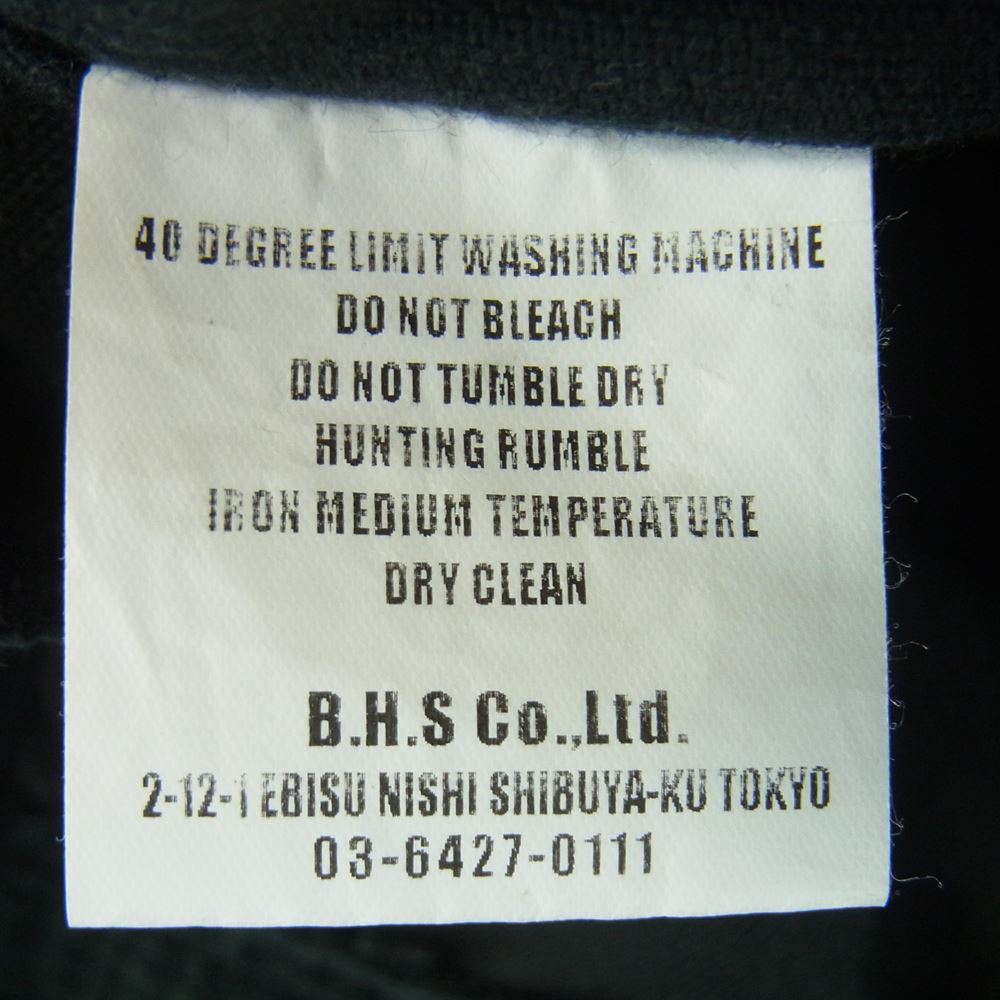 40 DEGREE LIMIT WASHING MACHINE
DO NOT BLEACH
DO NOT TUMBLE DRY
HUNTING RUMBLE
IRON MEDIUM TEMPERATURE
DRY CLEAN
B.H.S Co.,Ltd.
2-12-1 EBISU NISHI SHIBUYA-KU TOKYO
03-6427-0111